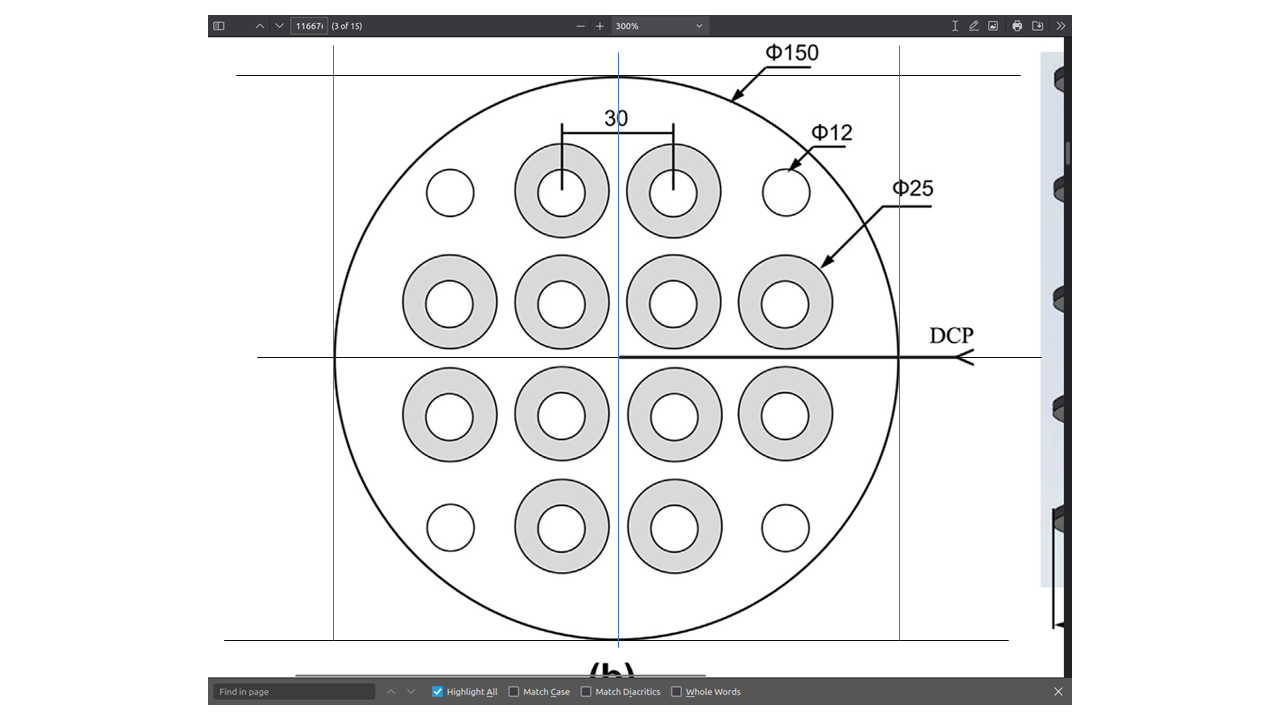 11667 (3 of 15)
300%
Φ150
30
Φ12
Φ25
DCP
(b)
Find in page
Highlight All
Match Case
Match Diacritics
Whole Words